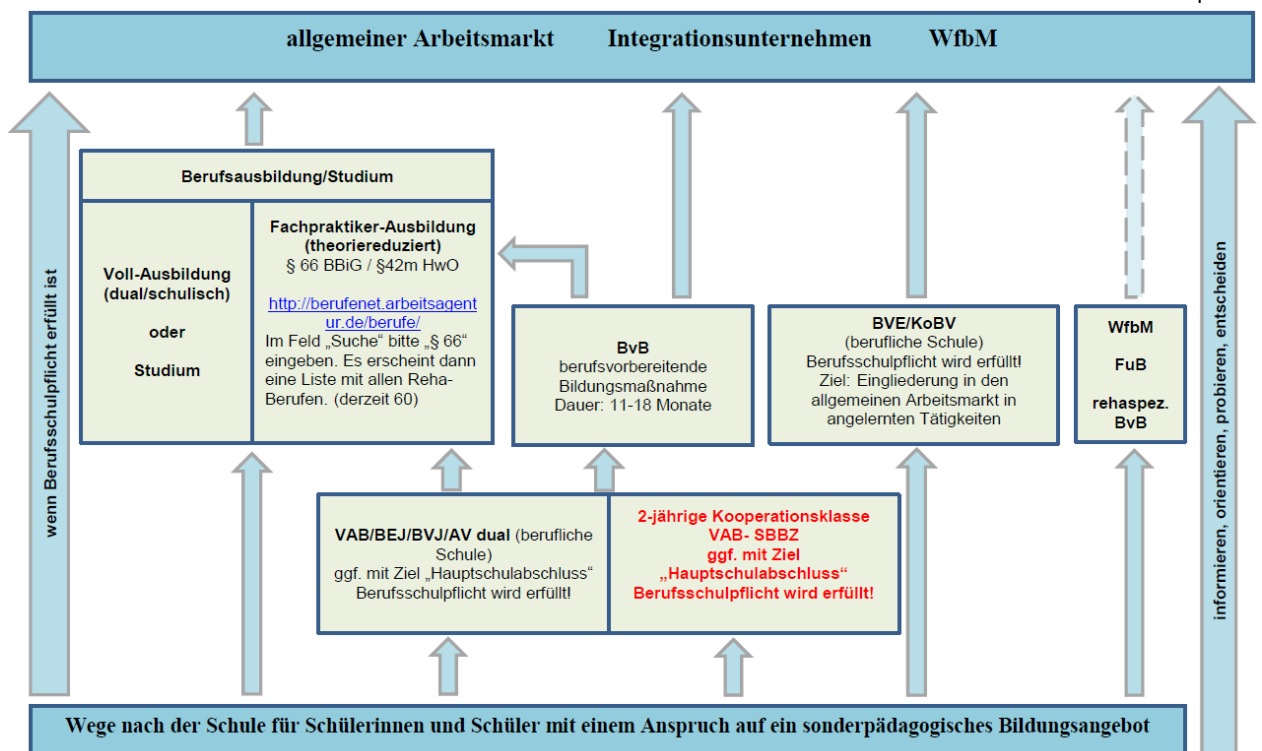 allgemeiner Arbeitsmarkt Integrationsunternehmen WfbM
wenn Berufsschulpflicht erfüllt ist
Berufsausbildung/Studium
Voll-Ausbildung
(dual/schulisch)
oder
Studium
Fachpraktiker-Ausbildung
(theoriereduziert)
§ 66 BBiG / §42m HwO
http://berufenet.arbeitsagent
ur.de/berufe/
Im Feld „Suche“ bitte „§ 66“
eingeben. Es erscheint dann
eine Liste mit allen Reha-
Berufen. (derzeit 60)
BvB
berufsvorbereitende
Bildungsmaßnahme
Dauer: 11-18 Monate
BVE/KoBV
(berufliche Schule)
Berufsschulpflicht wird erfüllt!
Ziel: Eingliederung in den
allgemeinen Arbeitsmarkt in
angelernten Tätigkeiten
WfbM
FuB
rehaspez.
BvB
informieren, orientieren, probieren, entscheiden
VAB/BEJ/BVJ/AV dual (berufliche
Schule)
ggf. mit Ziel „Hauptschulabschluss“
Berufsschulpflicht wird erfüllt!
2-jährige Kooperationsklasse
VAB- SBBZ
ggf. mit Ziel
„Hauptschulabschluss“
Berufsschulpflicht wird erfüllt!
Wege nach der Schule für Schülerinnen und Schüler mit einem Anspruch auf ein sonderpädagogisches Bildungsangebot